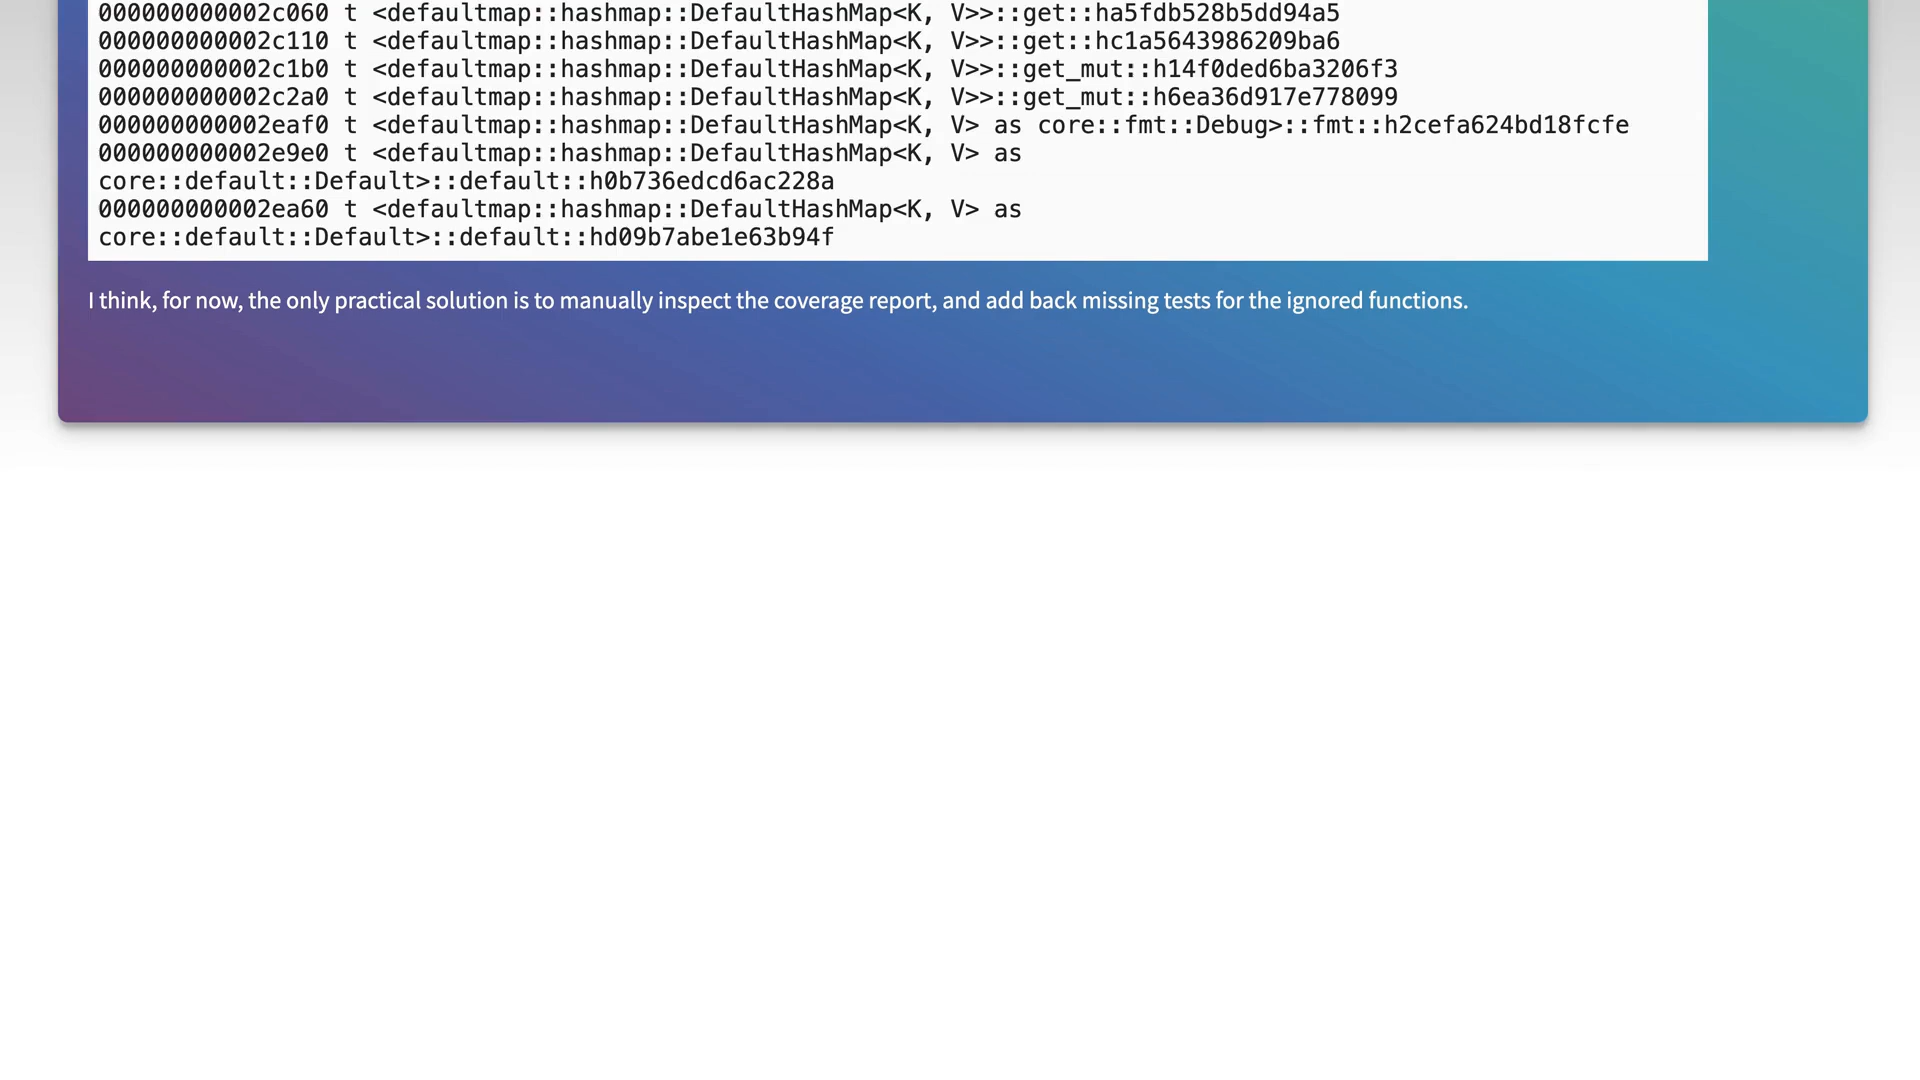 000000000002c060 t <defaultmap::hashmap::DefaultHashMap<K, V>>::get::ha5fdb528b5dd94a5
000000000002c110 t <defaultmap::hashmap::DefaultHashMap<K, V>>::get::hc1a5643986209ba6
000000000002c1b0 t <defaultmap::hashmap::DefaultHashMap<K, V>>::get_mut::h14f0ded6ba3206f3
000000000002c2a0 t <defaultmap::hashmap::DefaultHashMap<K, V>>::get_mut::h6ea36d917e778099
000000000002eaf0 t <defaultmap::hashmap::DefaultHashMap<K, V> as core::fmt::Debug>::fmt::h2cefa624bd18fcfe
000000000002e9e0 t <defaultmap::hashmap::DefaultHashMap<K, V> as
core::default::Default>::default::h0b736edcd6ac228a
000000000002ea60 t <defaultmap::hashmap::DefaultHashMap<K, V> as
core::default::Default>::default::hd09b7abe1e63b94f
I think, for now, the only practical solution is to manually inspect the coverage report, and add back missing tests for the ignored functions.